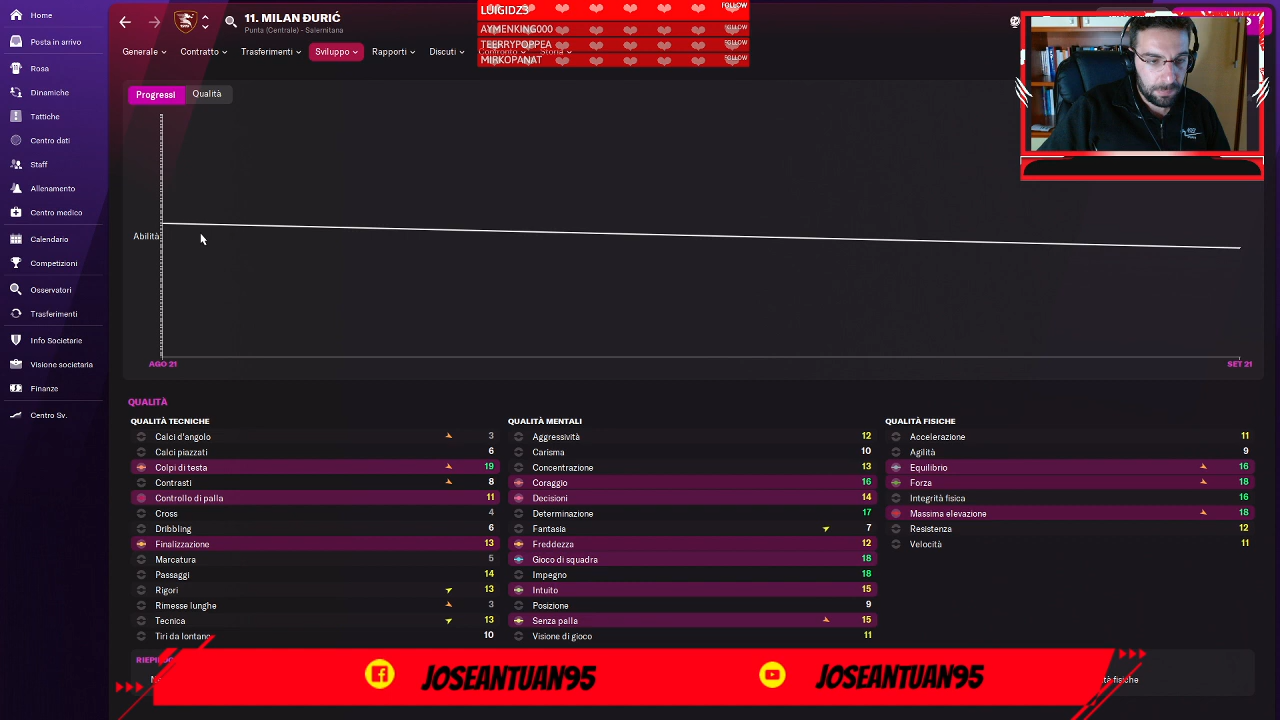 LUIGIDZ3 FOLLOW
AYMENKING000 FOLLOW
TEERRYPOPPEA FOLLOW
MIRKOPANAT FOLLOW
11. MILAN ĐURIĆ
Punta (Centrale) - Salernitana
Generale
Contratto
Trasferimenti
Sviluppo
Rapporti
Discuti
Confronto
Storia
Home
Posta in arrivo
Rosa
Dinamiche
Tattiche
Centro dati
Staff
Allenamento
Centro medico
Calendario
Competizioni
Osservatori
Trasferimenti
Info Societarie
Visione societaria
Finanze
Centro Sv.
Progressi
Qualità
Abilità
AGO 21
SET 21
QUALITÀ
QUALITÀ TECNICHE
Calci d'angolo 3
Calci piazzati 6
Colpi di testa 19
Contrasti 8
Controllo di palla 11
Cross 4
Dribbling 6
Finalizzazione 13
Marcatura 5
Passaggi 14
Rigori 13
Rimesse lunghe 3
Tecnica 13
Tiri da lontano 10
QUALITÀ MENTALI
Aggressività 12
Carisma 10
Concentrazione 13
Coraggio 16
Decisioni 14
Determinazione 17
Fantasia 7
Freddezza 12
Gioco di squadra 18
Impegno 18
Intuito 15
Posizione 9
Senza palla 15
Visione di gioco 11
QUALITÀ FISICHE
Accelerazione 11
Agilità 9
Equilibrio 16
Forza 18
Integrità fisica 16
Massima elevazione 18
Resistenza 12
Velocità 11
JOSEANTUAN95
JOSEANTUAN95